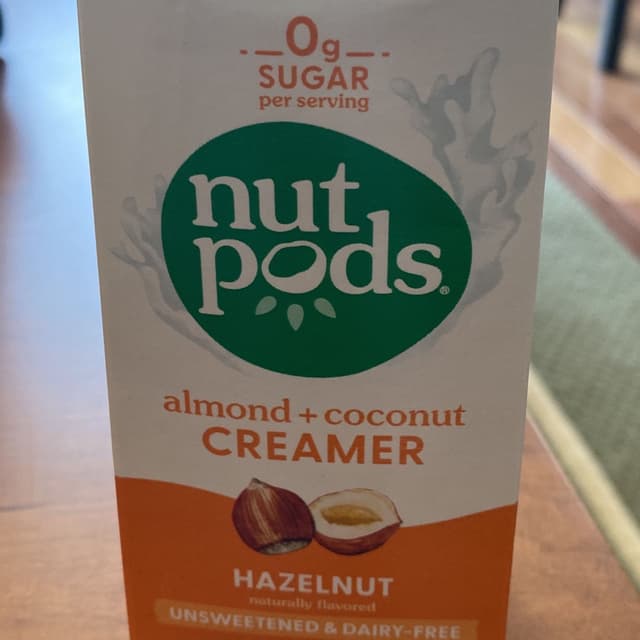 0g
SUGAR
per serving
nut
pods®
almond + coconut
CREAMER
HAZELNUT
naturally flavored
UNSWEETENED & DAIRY-FREE